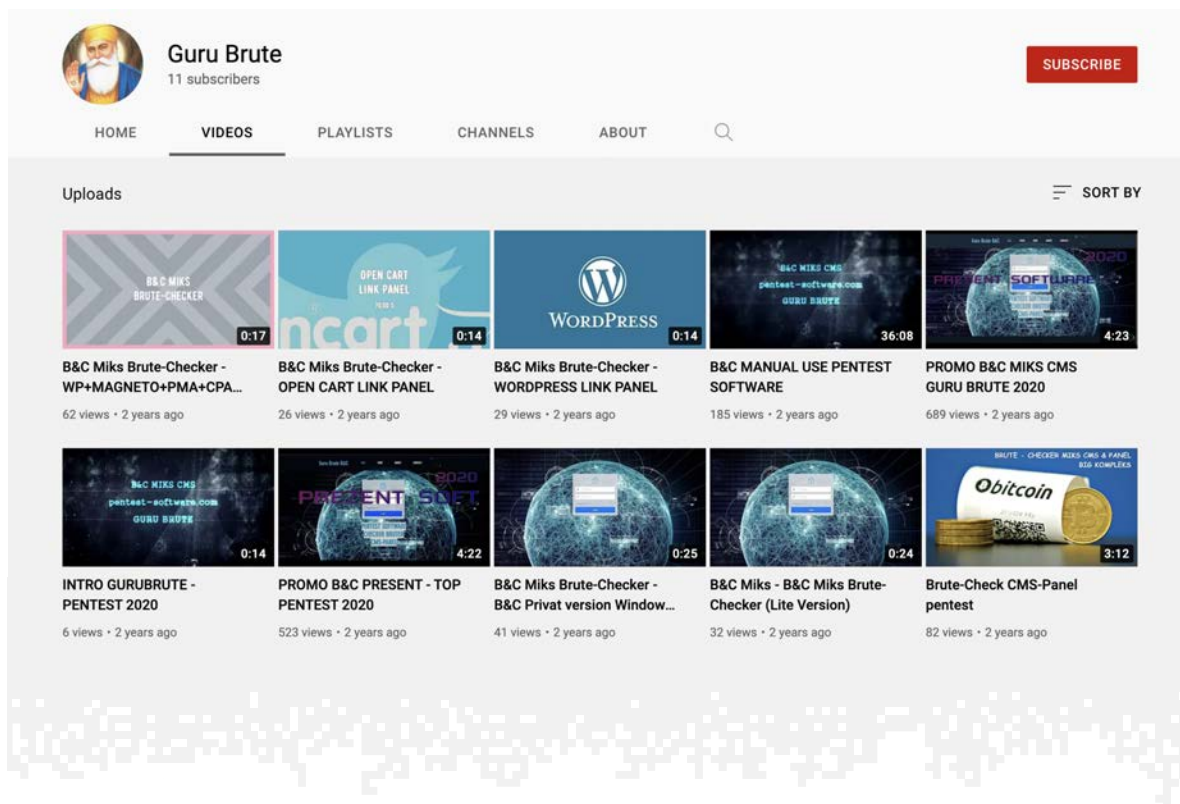 Guru Brute
11 subscribers
SUBSCRIBE
HOME VIDEOS PLAYLISTS CHANNELS ABOUT
Uploads
SORT BY
B&C MIKS
BRUTE-CHECKER
0:17
OPEN CART
LINK PANEL
ncart
0:14
WORDPRESS
0:14
B&C MIKS CMS
pentest-software.com
GURU BRUTE
36:08
2020
PRESENT SOFTWARE
4:23
B&C Miks Brute-Checker -
WP+MAGNETO+PMA+CPA...
62 views • 2 years ago
B&C Miks Brute-Checker -
OPEN CART LINK PANEL
26 views • 2 years ago
B&C Miks Brute-Checker -
WORDPRESS LINK PANEL
29 views • 2 years ago
B&C MANUAL USE PENTEST
SOFTWARE
185 views • 2 years ago
PROMO B&C MIKS CMS
GURU BRUTE 2020
689 views • 2 years ago
B&C MIKS CMS
pentest-software.com
GURU BRUTE
0:14
2020
PRESENT SOFT
4:22
0:25
0:24
BRUTE - CHECKER MIKS CMS & PANEL
BIG KOMPLEKS
bitcoin
3:12
INTRO GURUBRUTE -
PENTEST 2020
6 views • 2 years ago
PROMO B&C PRESENT - TOP
PENTEST 2020
523 views • 2 years ago
B&C Miks Brute-Checker -
B&C Privat version Window...
41 views • 2 years ago
B&C Miks - B&C Miks Brute-
Checker (Lite Version)
32 views • 2 years ago
Brute-Check CMS-Panel
pentest
82 views • 2 years ago